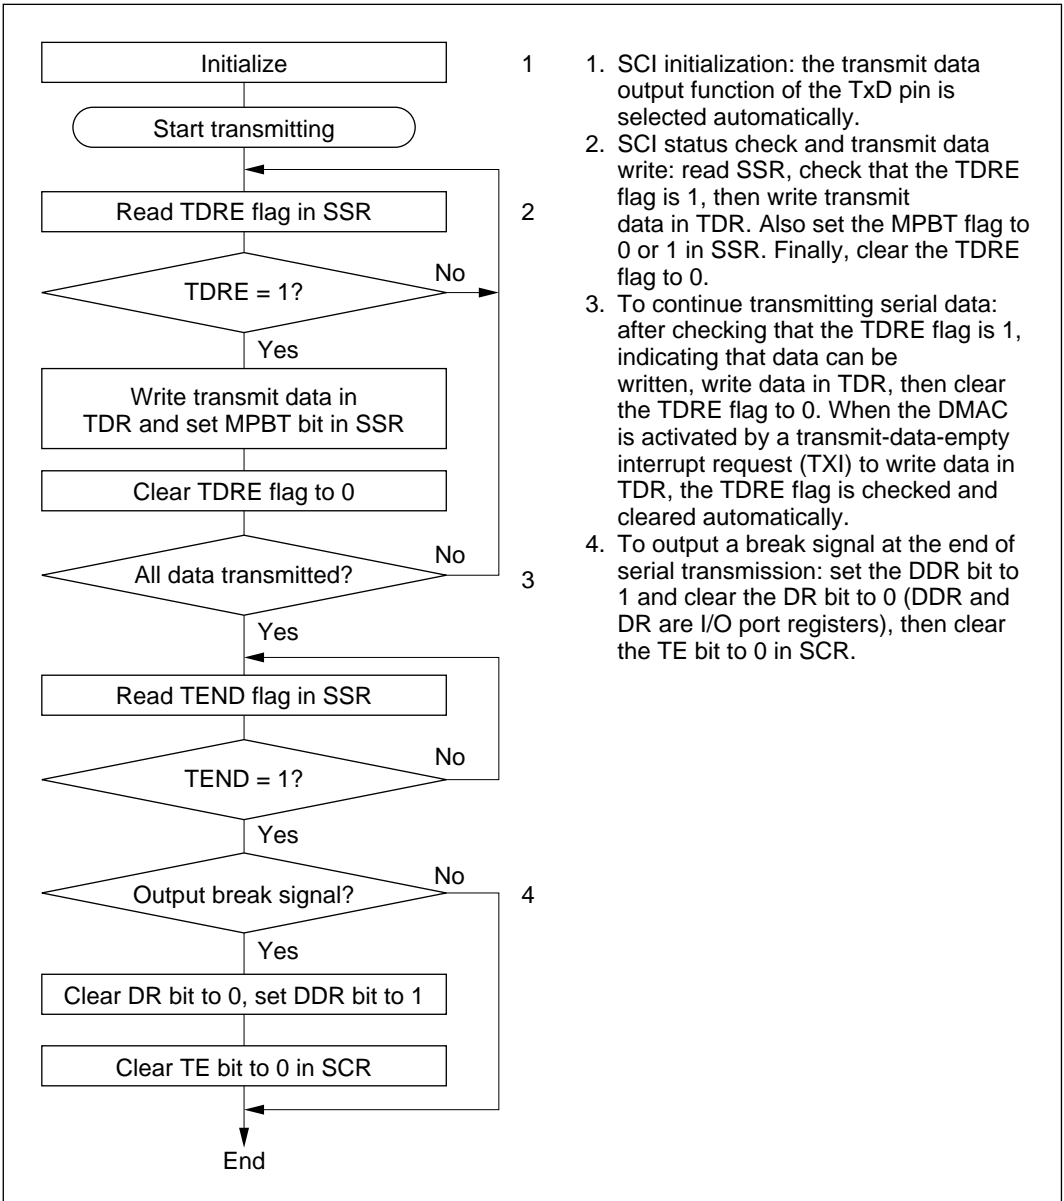 Initialize
1
Start transmitting
Read TDRE flag in SSR
2
TDRE = 1?
No
Yes
Write transmit data in
TDR and set MPBT bit in SSR
Clear TDRE flag to 0
All data transmitted?
No
3
Yes
Read TEND flag in SSR
TEND = 1?
No
Yes
Output break signal?
No
4
Yes
Clear DR bit to 0, set DDR bit to 1
Clear TE bit to 0 in SCR
End
1. SCI initialization: the transmit data
output function of the TxD pin is
selected automatically.
2. SCI status check and transmit data
write: read SSR, check that the TDRE
flag is 1, then write transmit
data in TDR. Also set the MPBT flag to
0 or 1 in SSR. Finally, clear the TDRE
flag to 0.
3. To continue transmitting serial data:
after checking that the TDRE flag is 1,
indicating that data can be
written, write data in TDR, then clear
the TDRE flag to 0. When the DMAC
is activated by a transmit-data-empty
interrupt request (TXI) to write data in
TDR, the TDRE flag is checked and
cleared automatically.
4. To output a break signal at the end of
serial transmission: set the DDR bit to
1 and clear the DR bit to 0 (DDR and
DR are I/O port registers), then clear
the TE bit to 0 in SCR.